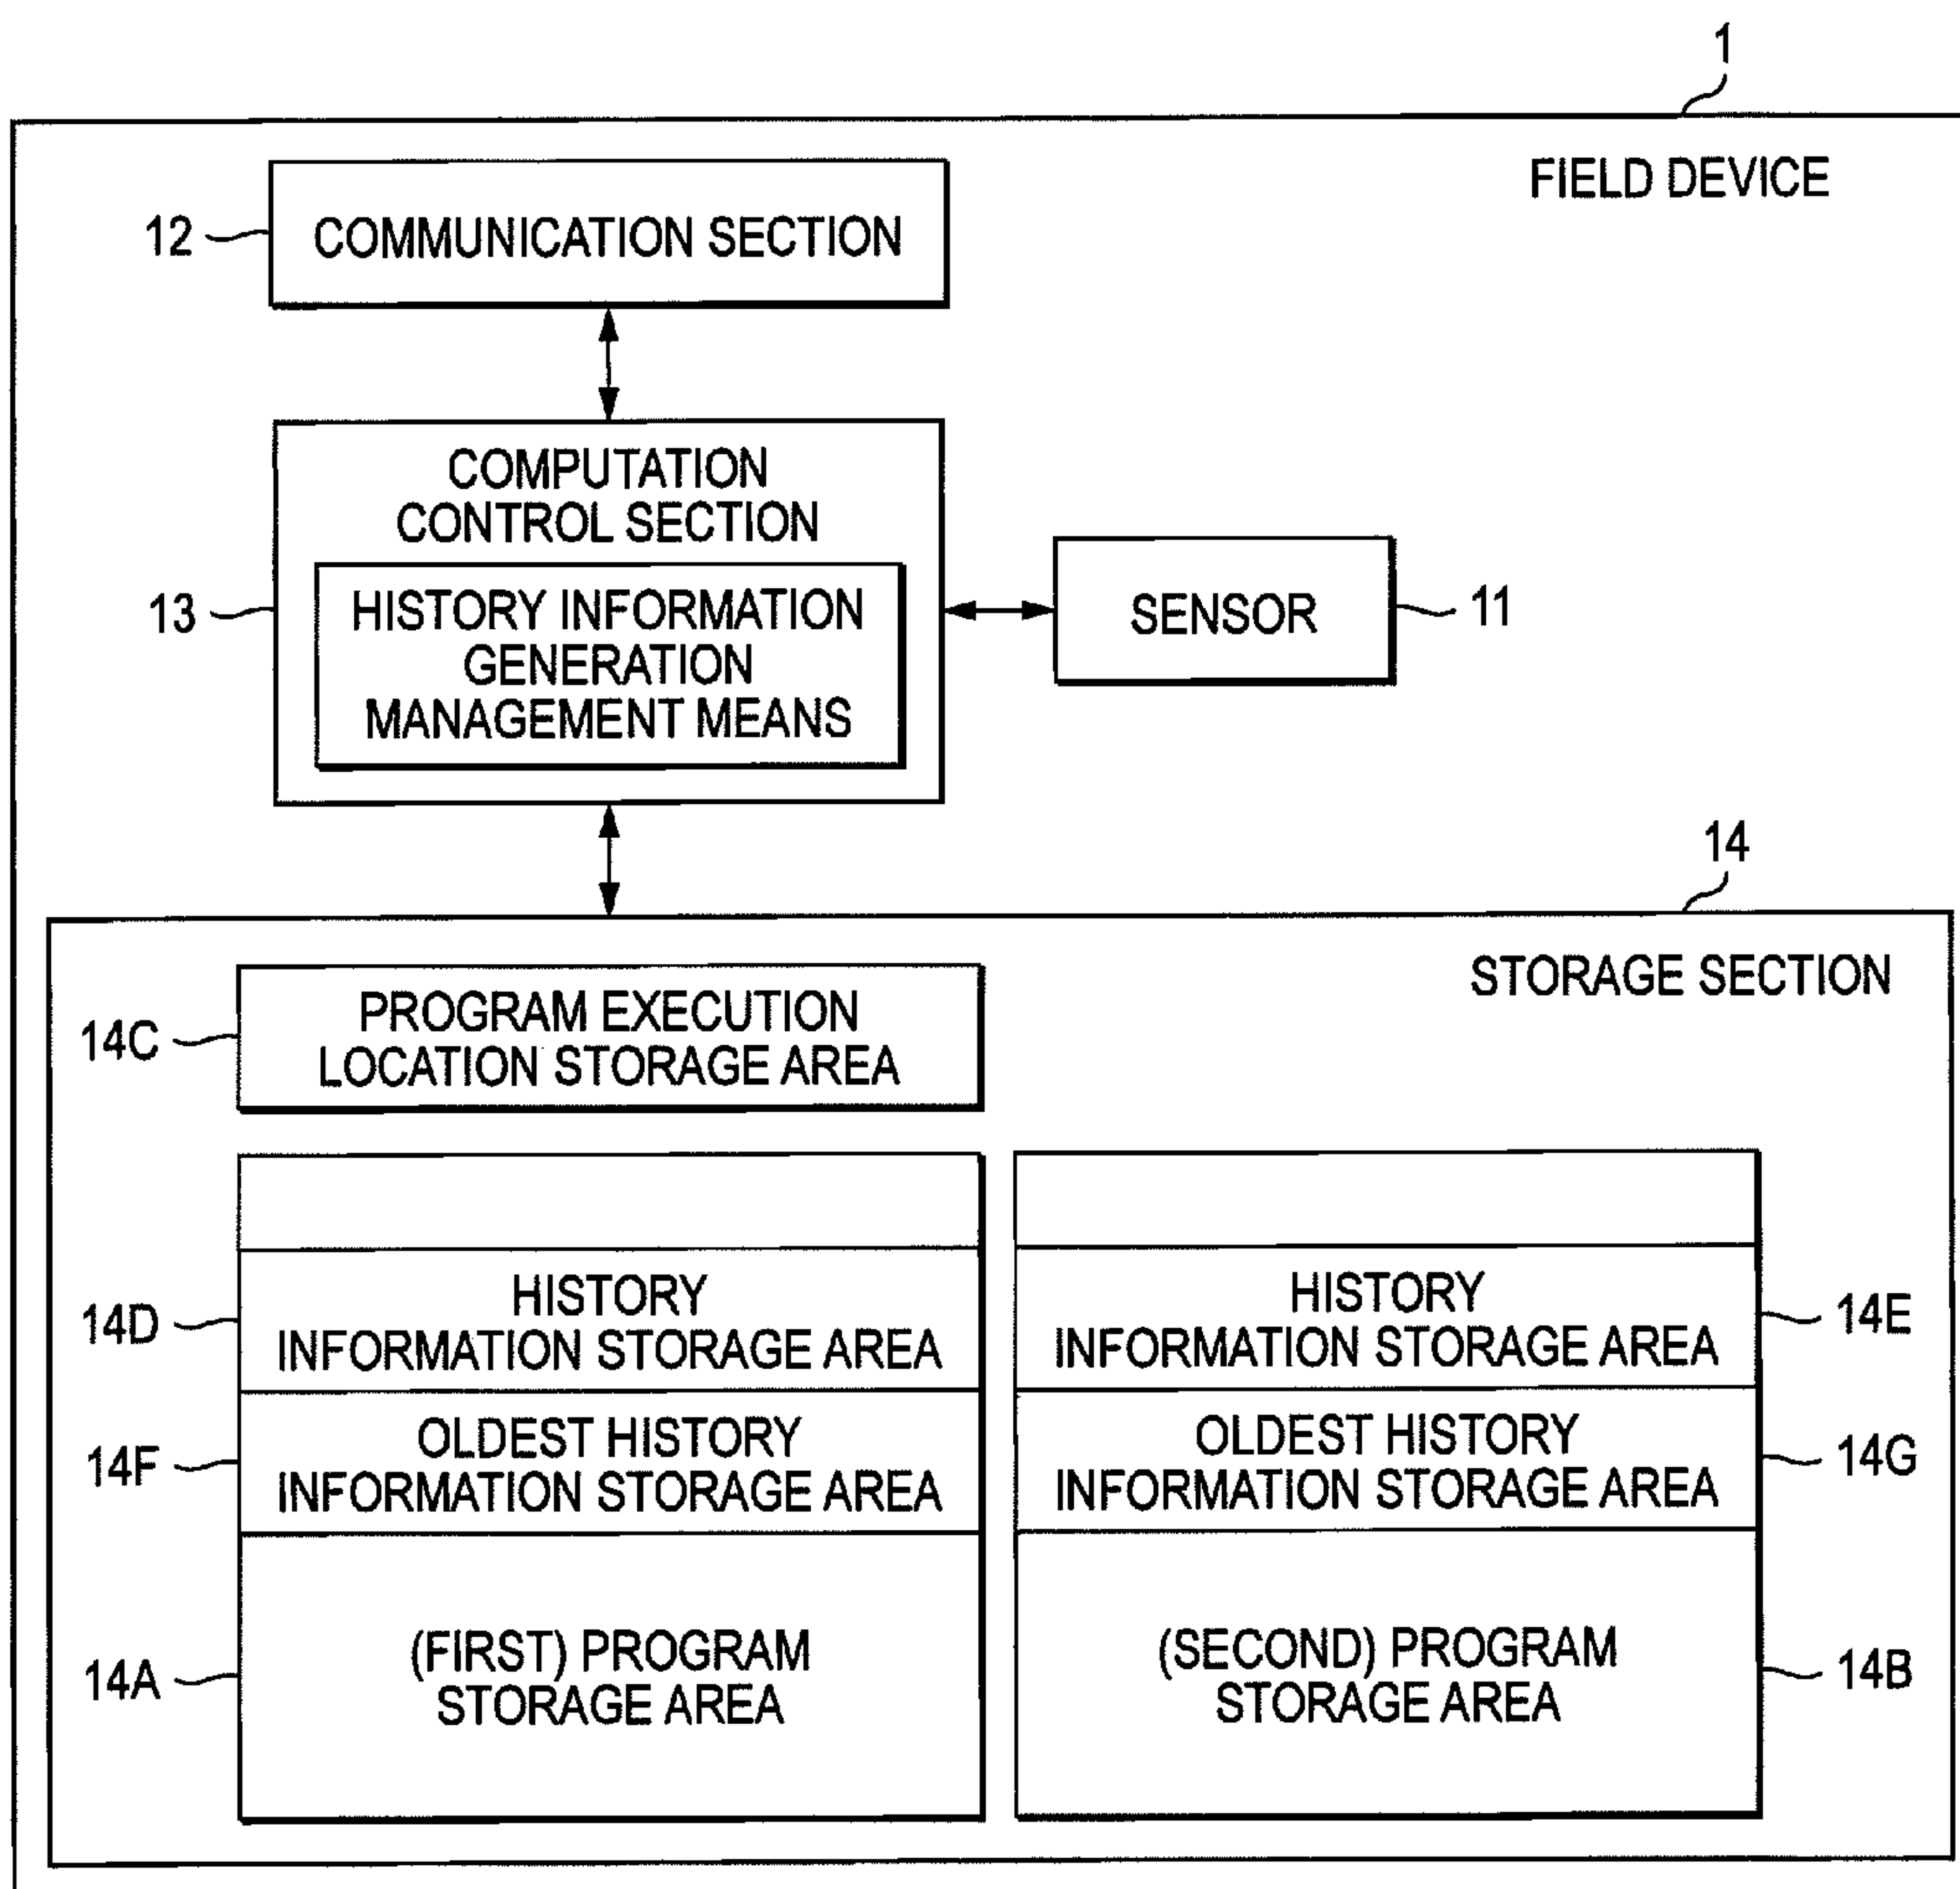 1
FIELD DEVICE
12
COMMUNICATION SECTION
COMPUTATION
CONTROL SECTION
13
HISTORY INFORMATION
GENERATION
MANAGEMENT MEANS
SENSOR
11
14
STORAGE SECTION
14C
PROGRAM EXECUTION
LOCATION STORAGE AREA
14D
HISTORY
INFORMATION STORAGE AREA
HISTORY
INFORMATION STORAGE AREA
14E
14F
OLDEST HISTORY
INFORMATION STORAGE AREA
OLDEST HISTORY
INFORMATION STORAGE AREA
14G
14A
(FIRST) PROGRAM
STORAGE AREA
(SECOND) PROGRAM
STORAGE AREA
14B